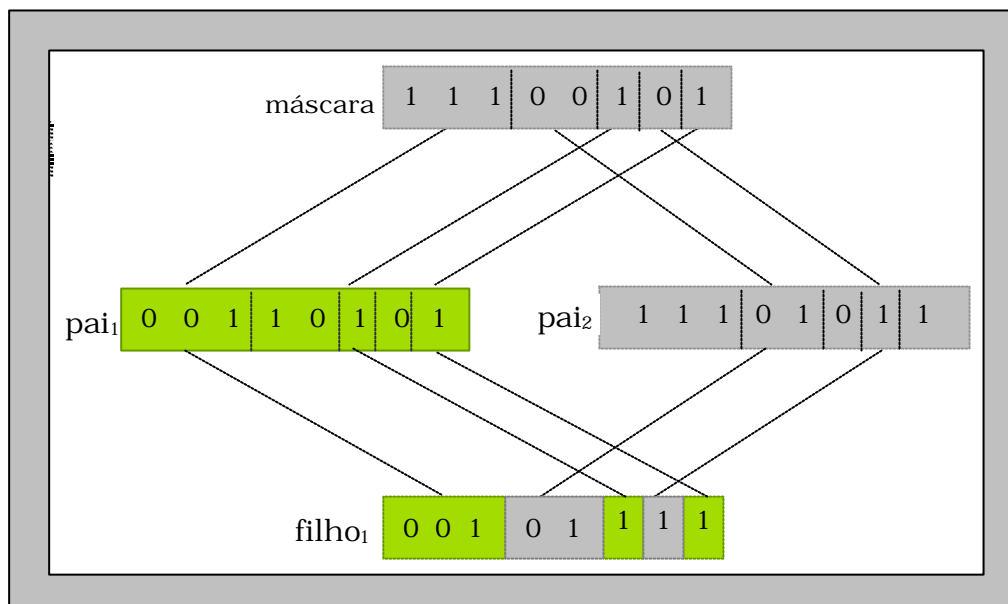 máscara 1 1 1 0 0 1 0 1
pai₁ 0 0 1 1 0 1 0 1 pai₂ 1 1 1 0 1 0 1 1
filho₁ 0 0 1 0 1 1 1 1